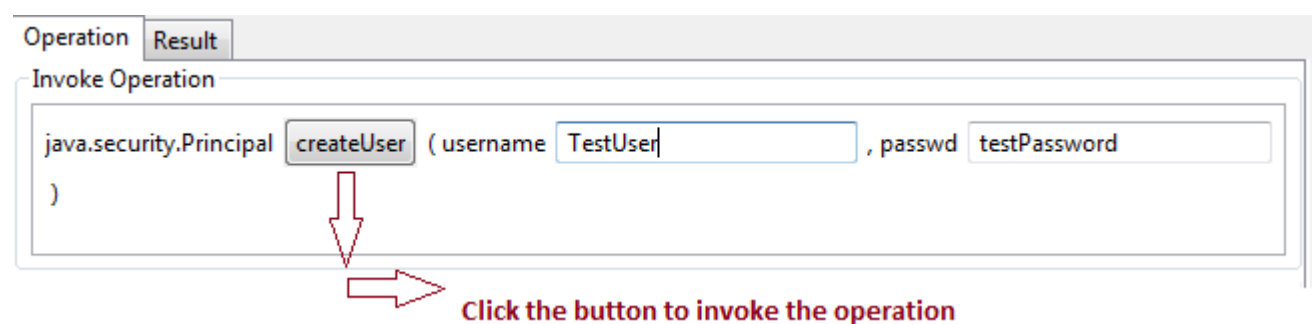 Operation Result
Invoke Operation
java.security.Principal createUser ( username TestUser , passwd testPassword
)
Click the button to invoke the operation